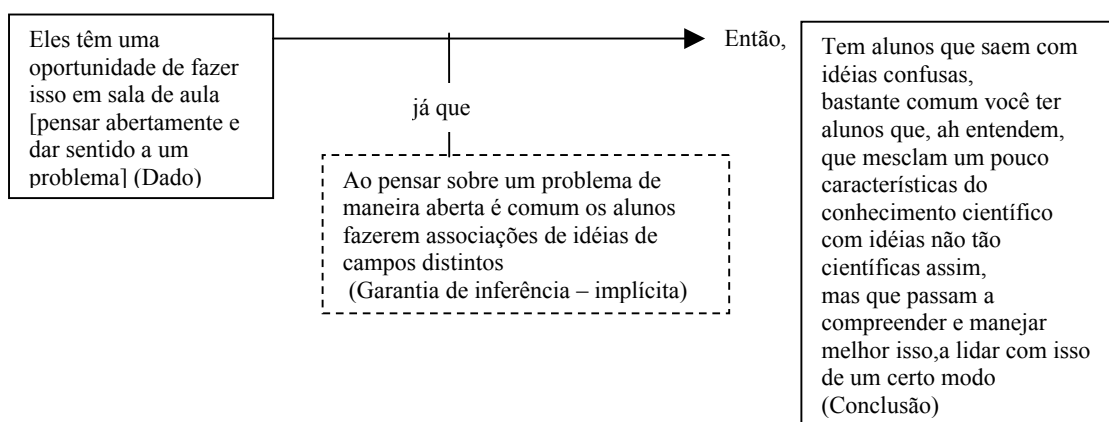 Eles têm uma
oportunidade de fazer
isso em sala de aula
[pensar abertamente e
dar sentido a um
problema] (Dado)
Então,
já que
Ao pensar sobre um problema de
maneira aberta é comum os alunos
fazerem associações de idéias de
campos distintos
(Garantia de inferência – implícita)
Tem alunos que saem com
idéias confusas,
bastante comum você ter
alunos que, ah entendem,
que mesclam um pouco
características do
conhecimento científico
com idéias não tão
científicas assim,
mas que passam a
compreender e manejar
melhor isso,a lidar com isso
de um certo modo
(Conclusão)